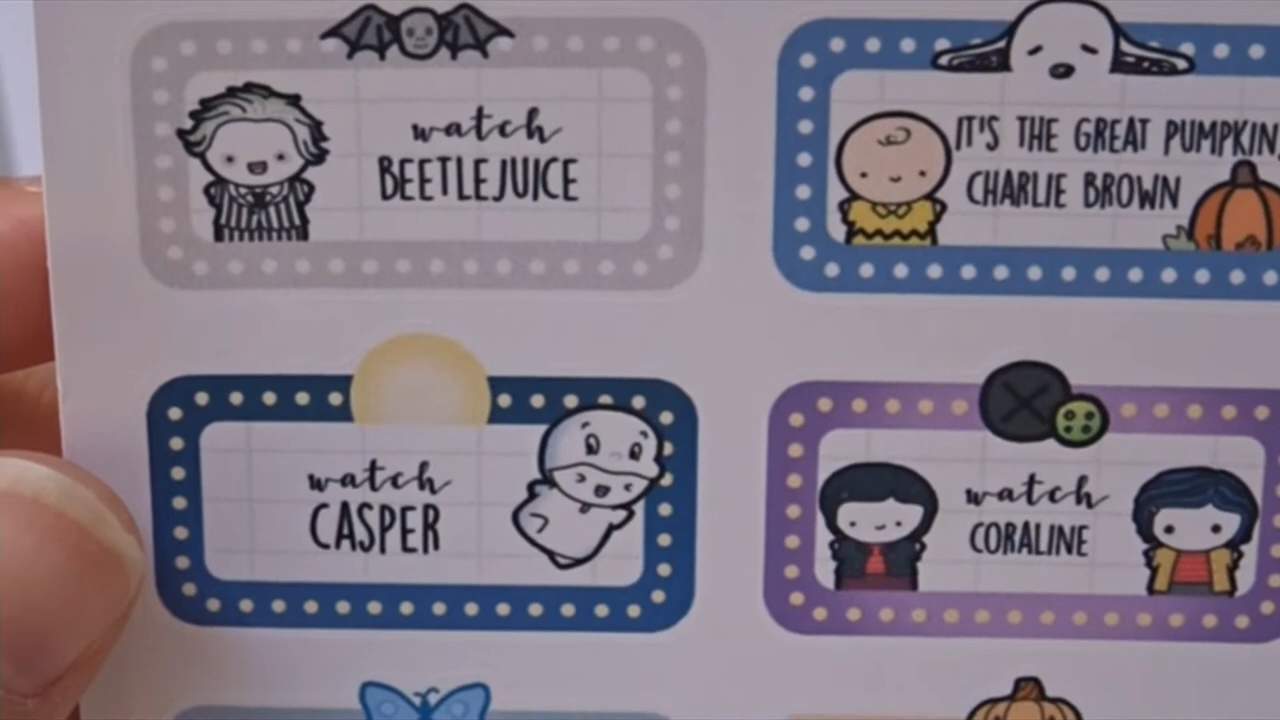 watch
BEETLEJUICE
IT'S THE GREAT PUMPKIN,
CHARLIE BROWN
watch
CASPER
watch
CORALINE